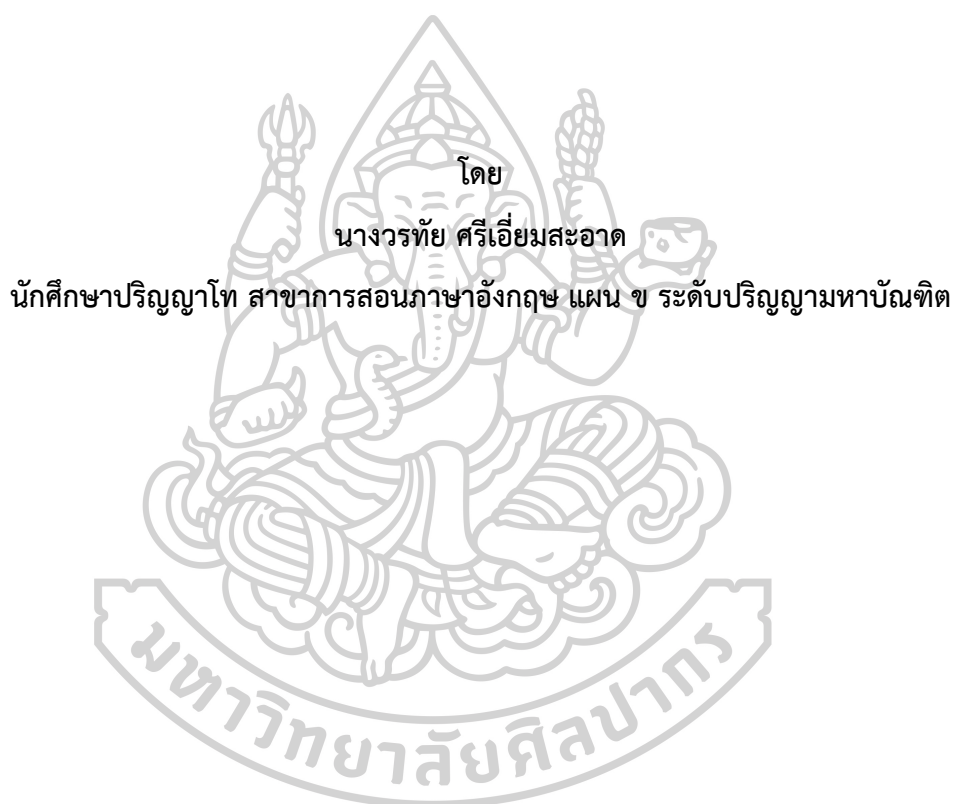 โดย
นางวรทัย ศรีเอี่ยมสะอาด
นักศึกษาปริญญาโท สาขาการสอนภาษาอังกฤษ แผน ข ระดับปริญญามหาบัณฑิต
มหาวิทยาลัยศิลปากร